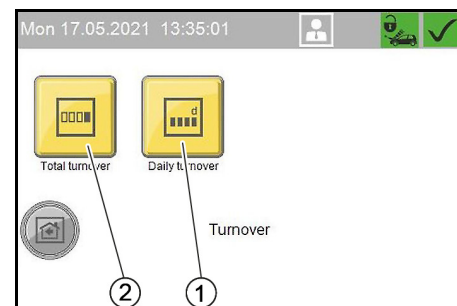 Mon 17.05.2021 13:35:01
d
Total turnover Daily turnover
Turnover
2 1